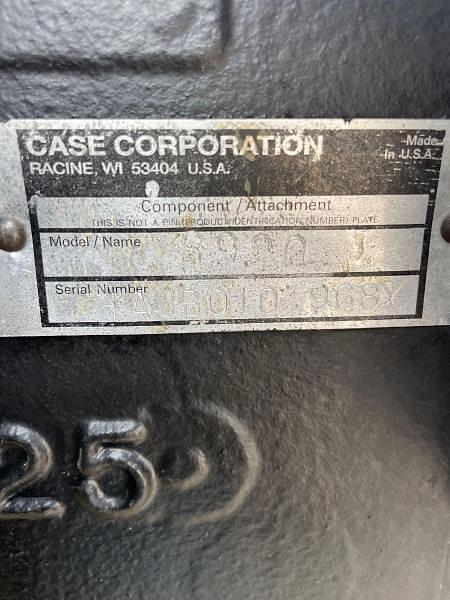 CASE CORPORATION
RACINE, WI 53404 U.S.A.
Made
In U.S.A.
Component / Attachment
THIS IS NOT A PIN (PRODUCT IDENTIFICATION NUMBER) PLATE
Model / Name
Serial Number
25